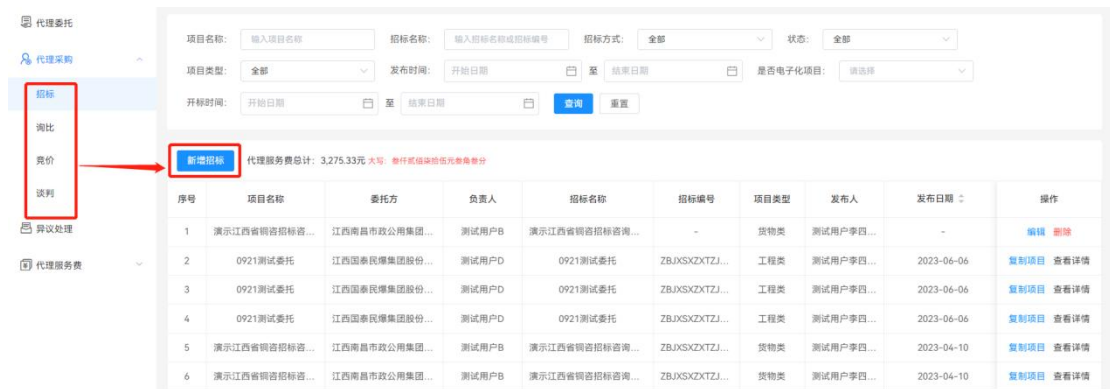 代理委托
代理采购
招标
询比
竞价
谈判
异议处理
代理服务费
项目名称: 输入项目名称 招标名称: 输入招标名称或招标编号 招标方式: 全部 状态: 全部
项目类型: 全部 发布时间: 开始日期 至 结束日期 是否电子化项目: 请选择
开标时间: 开始日期 至 结束日期 查询 重置
新增招标 代理服务费总计: 3,275.33元 大写: 叁仟贰佰柒拾伍元叁角叁分
序号 项目名称 委托方 负责人 招标名称 招标编号 项目类型 发布人 发布日期 操作
1 演示江西省铜咨招标咨... 江西南昌市政公用集团... 测试用户B 演示江西省铜咨招标咨询... - 货物类 测试用户李四... - 编辑 删除
2 0921测试委托 江西国泰民爆集团股份... 测试用户D 0921测试委托 ZBJXSXZXTZJ... 工程类 测试用户李四... 2023-06-06 复制项目 查看详情
3 0921测试委托 江西国泰民爆集团股份... 测试用户D 0921测试委托 ZBJXSXZXTZJ... 工程类 测试用户李四... 2023-06-06 复制项目 查看详情
4 0921测试委托 江西国泰民爆集团股份... 测试用户D 0921测试委托 ZBJXSXZXTZJ... 工程类 测试用户李四... 2023-06-06 复制项目 查看详情
5 演示江西省铜咨招标咨... 江西南昌市政公用集团... 测试用户B 演示江西省铜咨招标咨询... ZBJXSXZXTZJ... 货物类 测试用户李四... 2023-04-10 复制项目 查看详情
6 演示江西省铜咨招标咨... 江西南昌市政公用集团... 测试用户B 演示江西省铜咨招标咨询... ZBJXSXZXTZJ... 货物类 测试用户李四... 2023-04-10 复制项目 查看详情